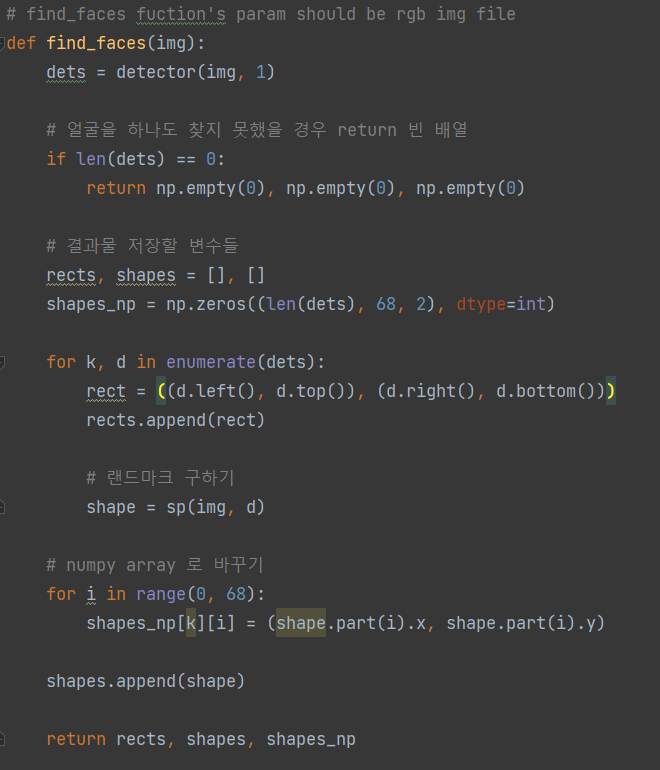 # find_faces fuction's param should be rgb img file
def find_faces(img):
    dets = detector(img, 1)

    # 얼굴을 하나도 찾지 못했을 경우 return 빈 배열
    if len(dets) == 0:
        return np.empty(0), np.empty(0), np.empty(0)

    # 결과물 저장할 변수들
    rects, shapes = [], []
    shapes_np = np.zeros((len(dets), 68, 2), dtype=int)

    for k, d in enumerate(dets):
        rect = ((d.left(), d.top()), (d.right(), d.bottom()))
        rects.append(rect)

        # 랜드마크 구하기
        shape = sp(img, d)

    # numpy array 로 바꾸기
    for i in range(0, 68):
        shapes_np[k][i] = (shape.part(i).x, shape.part(i).y)

    shapes.append(shape)

    return rects, shapes, shapes_np